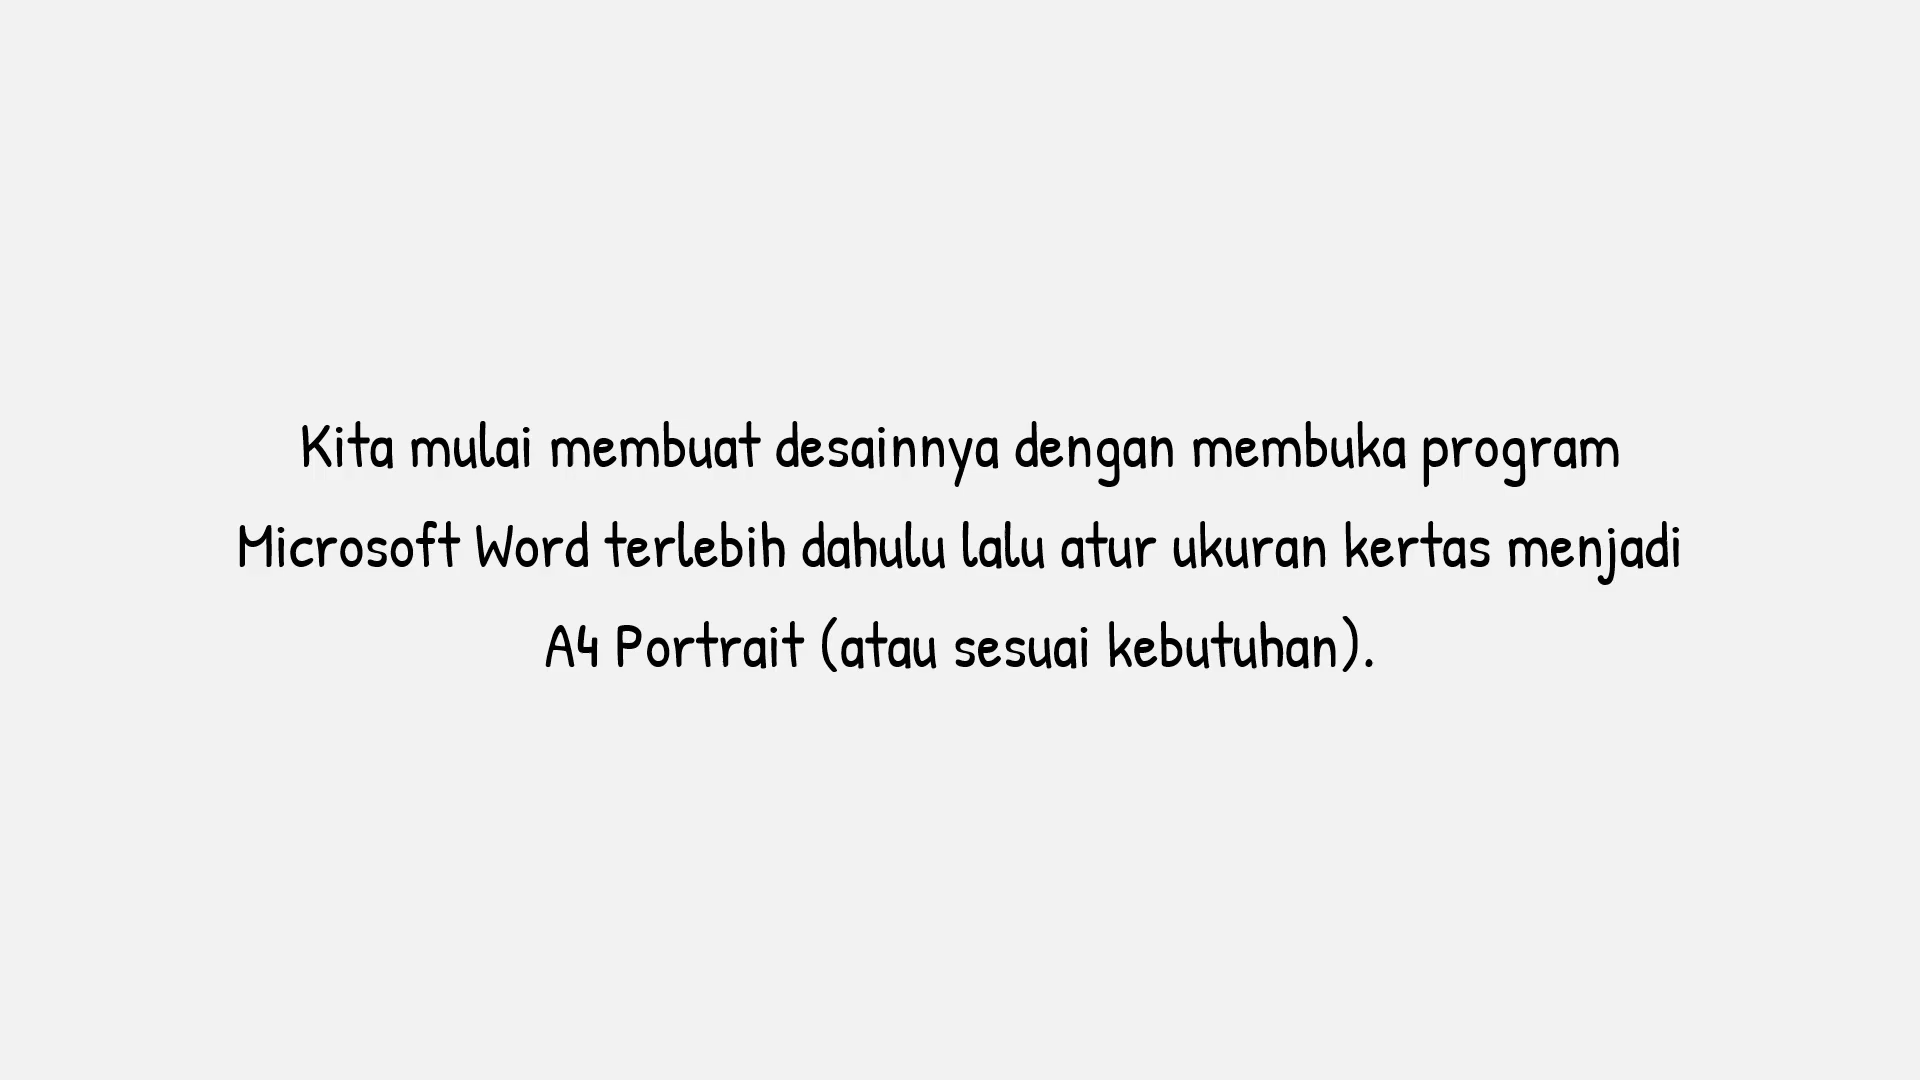 Kita mulai membuat desainnya dengan membuka program
Microsoft Word terlebih dahulu lalu atur ukuran kertas menjadi
A4 Portrait (atau sesuai kebutuhan).